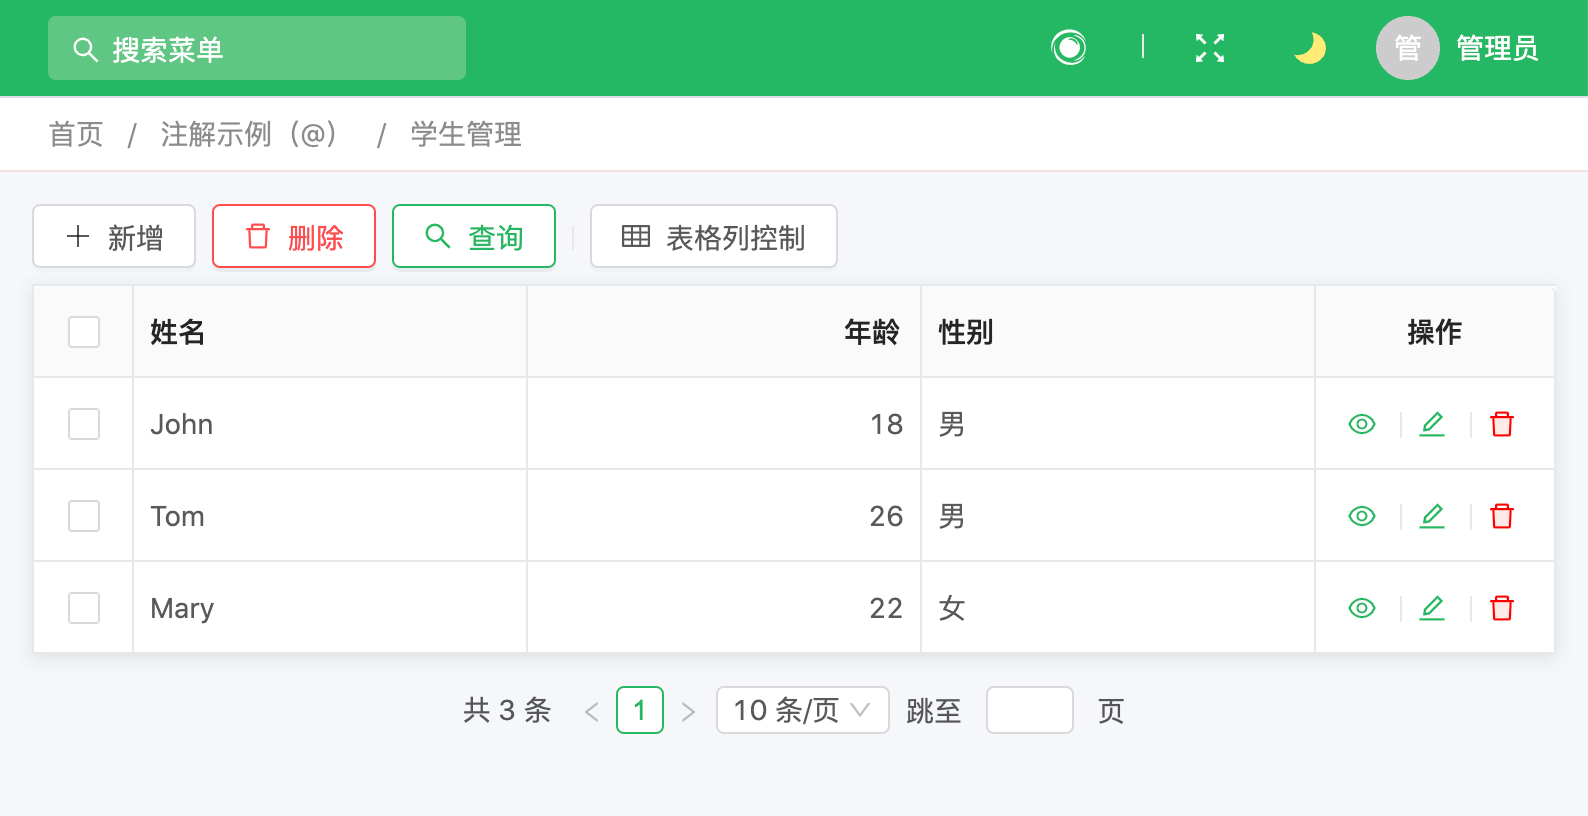 搜索菜单 管 管理员
首页 / 注解示例（@） / 学生管理
新增 删除 查询 表格列控制
姓名 年龄 性别 操作
John 18 男
Tom 26 男
Mary 22 女
共 3 条 < 1 > 10 条/页 跳至 页